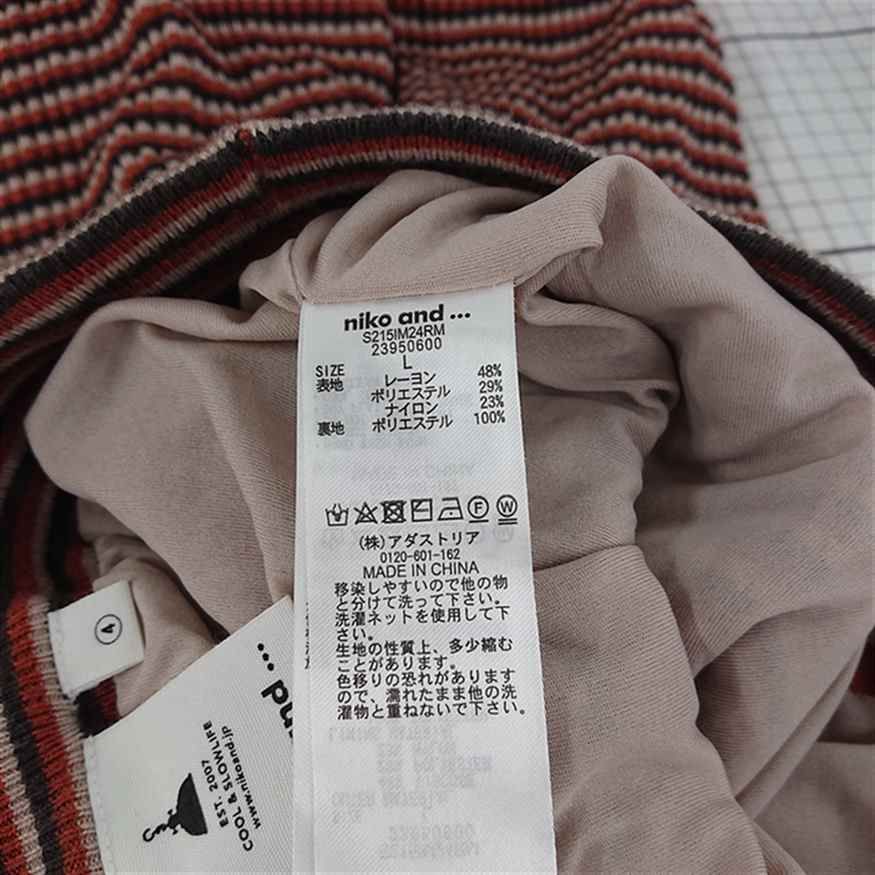 niko and ...
S215IM24RM
23950600
SIZE L
表地 レーヨン 48%
ポリエステル 29%
ナイロン 23%
裏地 ポリエステル 100%
F W
(株)アダストリア
0120-601-162
MADE IN CHINA
移染しやすいので他の物
と分けて洗って下さい。
洗濯ネットを使用して下
さい。
生地の性質上、多少縮む
ことがあります。
色移りの恐れがあります
ので、濡れたまま他の洗
濯物と重ねないで下さい。
A
nd ...
EST. 2007
COOL & SLOW LIFE
www.nikoand.jp